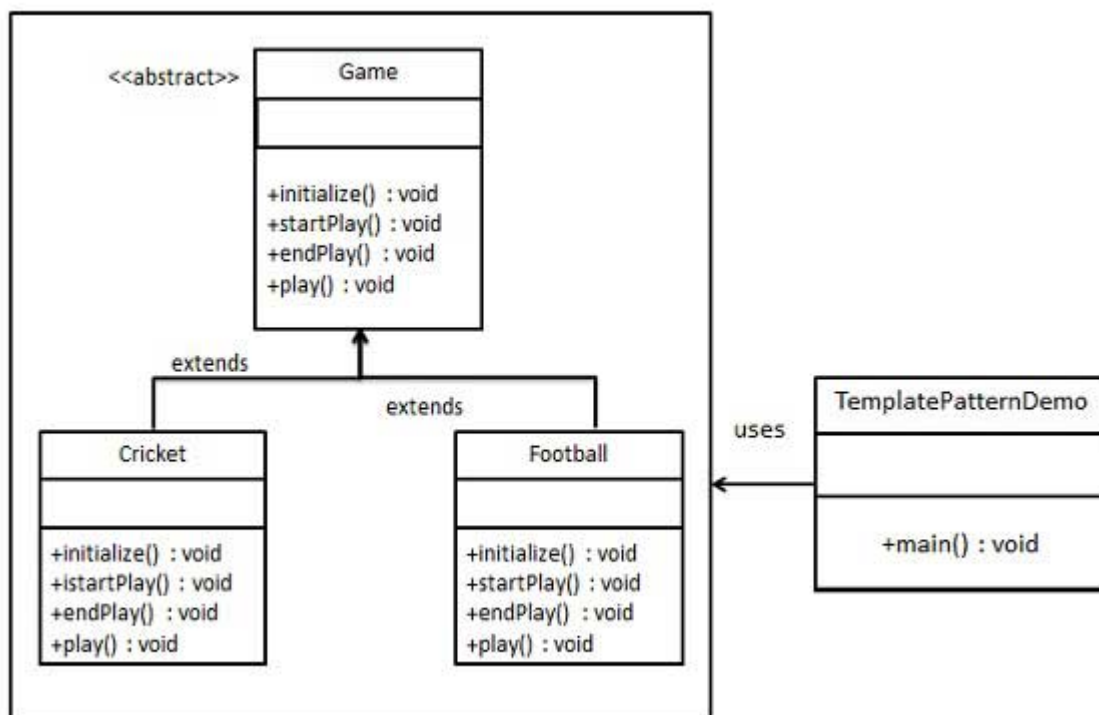 <<abstract>>
Game
+initialize() : void
+startPlay() : void
+endPlay() : void
+play() : void
extends
extends
Cricket
+initialize() : void
+istartPlay() : void
+endPlay() : void
+play() : void
Football
+initialize() : void
+startPlay() : void
+endPlay() : void
+play() : void
uses
TemplatePatternDemo
+main() : void